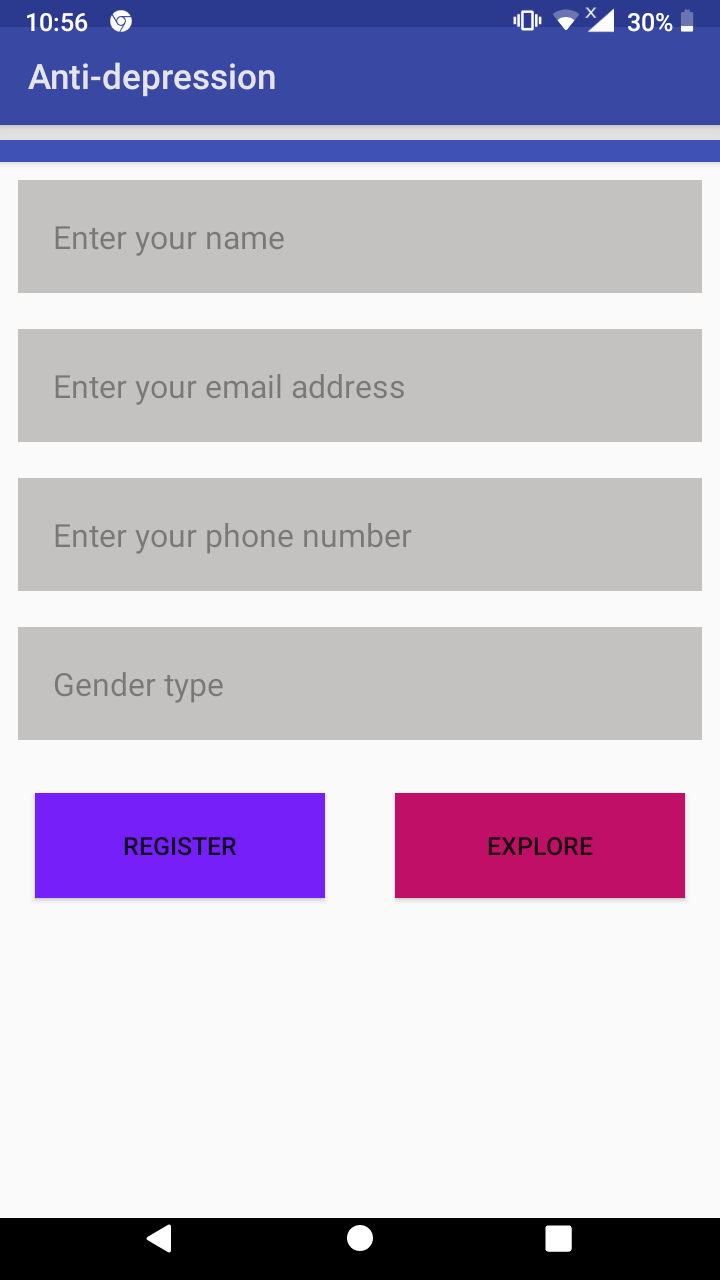 10:56 X 30%
Anti-depression
Enter your name
Enter your email address
Enter your phone number
Gender type
REGISTER EXPLORE